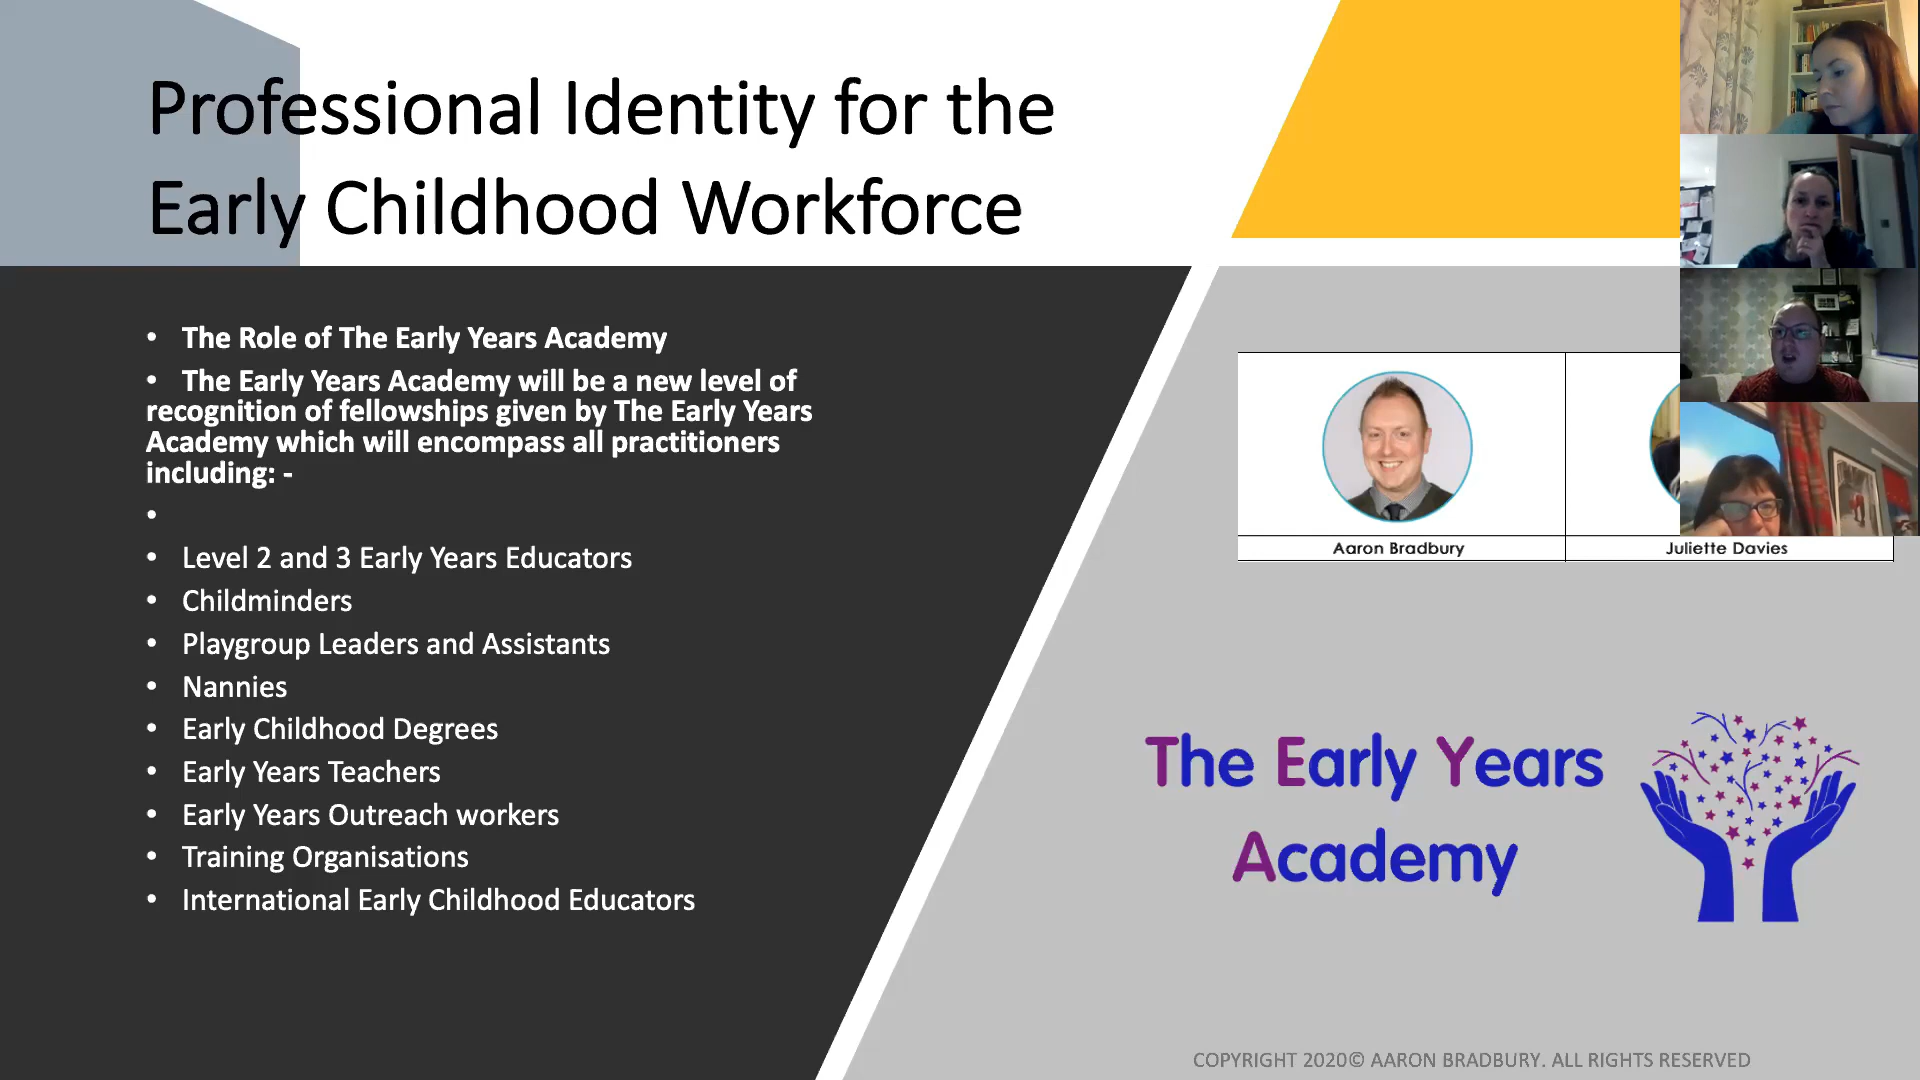 Professional Identity for the
Early Childhood Workforce
• The Role of The Early Years Academy
• The Early Years Academy will be a new level of
recognition of fellowships given by The Early Years
Academy which will encompass all practitioners
including: -
•
• Level 2 and 3 Early Years Educators
• Childminders
• Playgroup Leaders and Assistants
• Nannies
• Early Childhood Degrees
• Early Years Teachers
• Early Years Outreach workers
• Training Organisations
• International Early Childhood Educators
Aaron Bradbury
Juliette Davies
The Early Years
Academy
COPYRIGHT 2020© AARON BRADBURY. ALL RIGHTS RESERVED